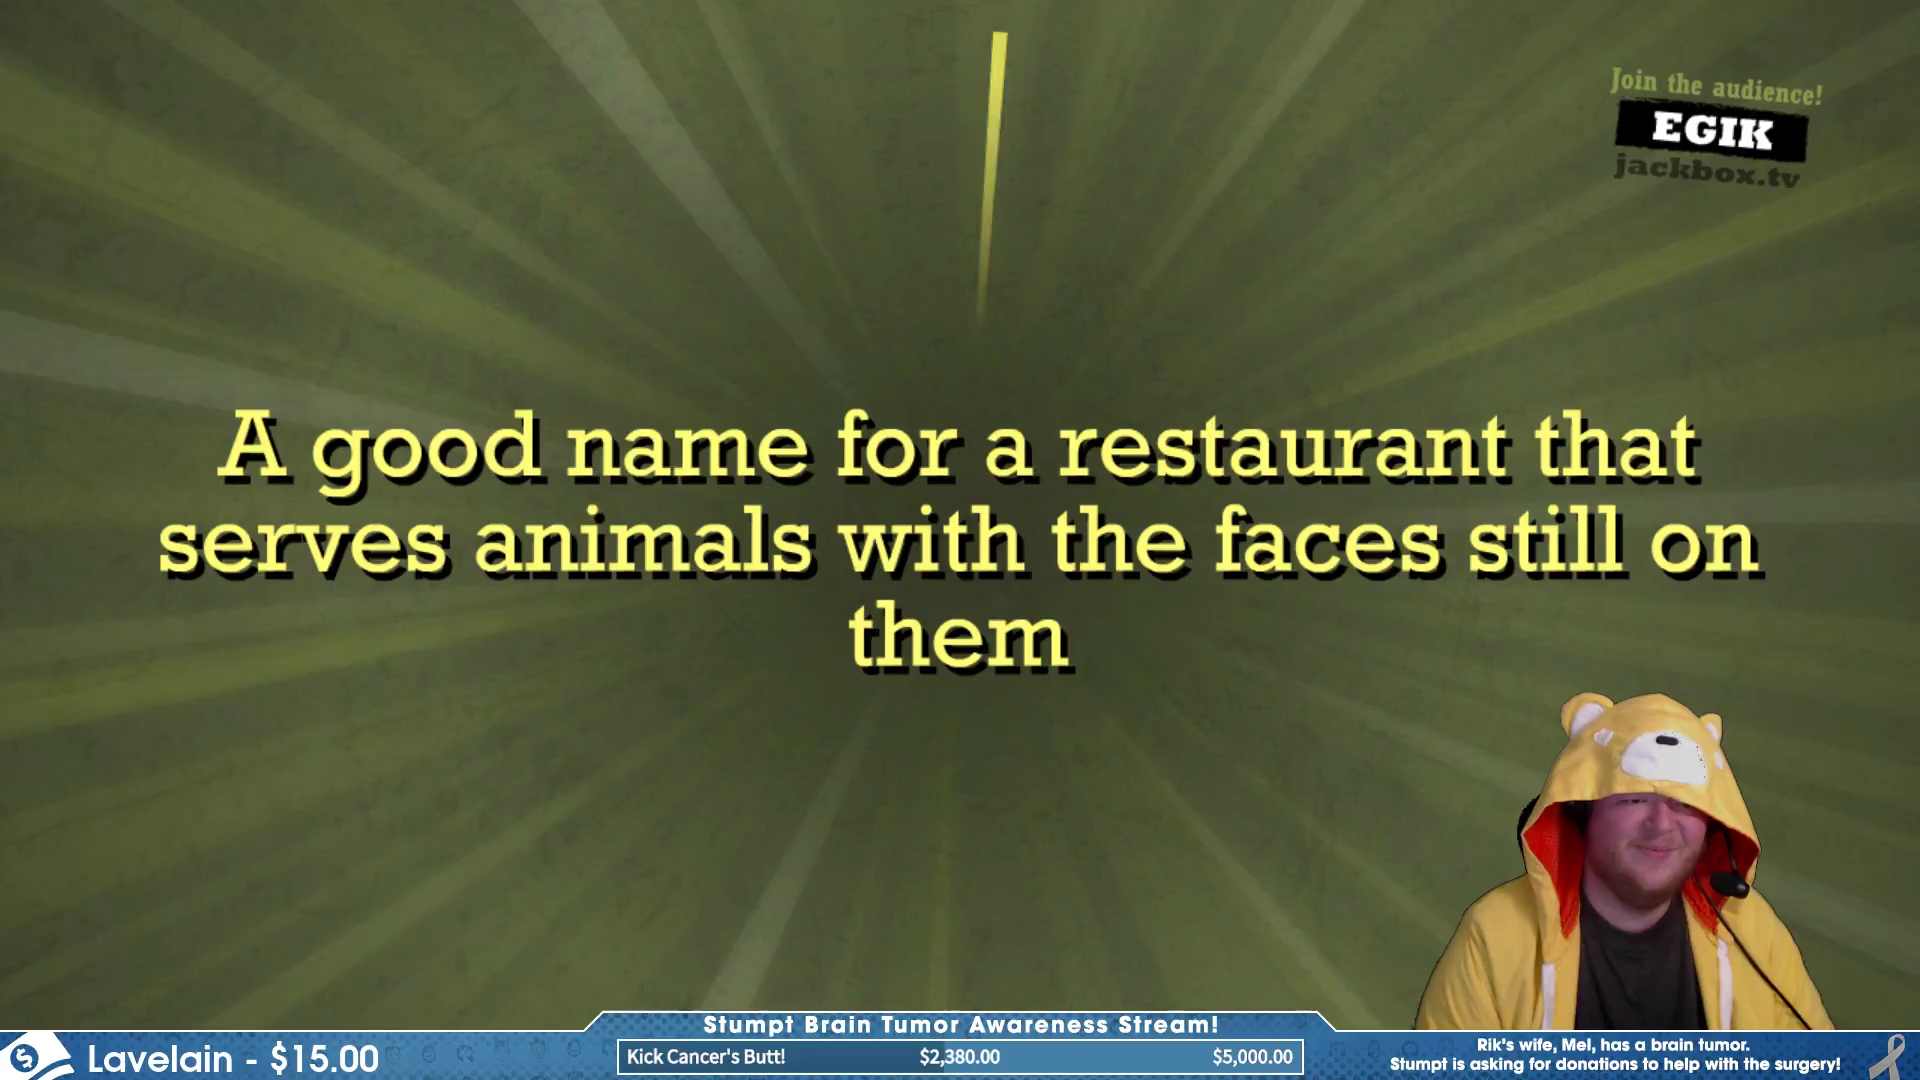 Join the audience!
EGIK
jackbox.tv
A good name for a restaurant that
serves animals with the faces still on
them
Stumpt Brain Tumor Awareness Stream!
Lavelain - $15.00
Kick Cancer's Butt! $2,380.00 $5,000.00
Rik's wife, Mel, has a brain tumor.
Stumpt is asking for donations to help with the surgery!